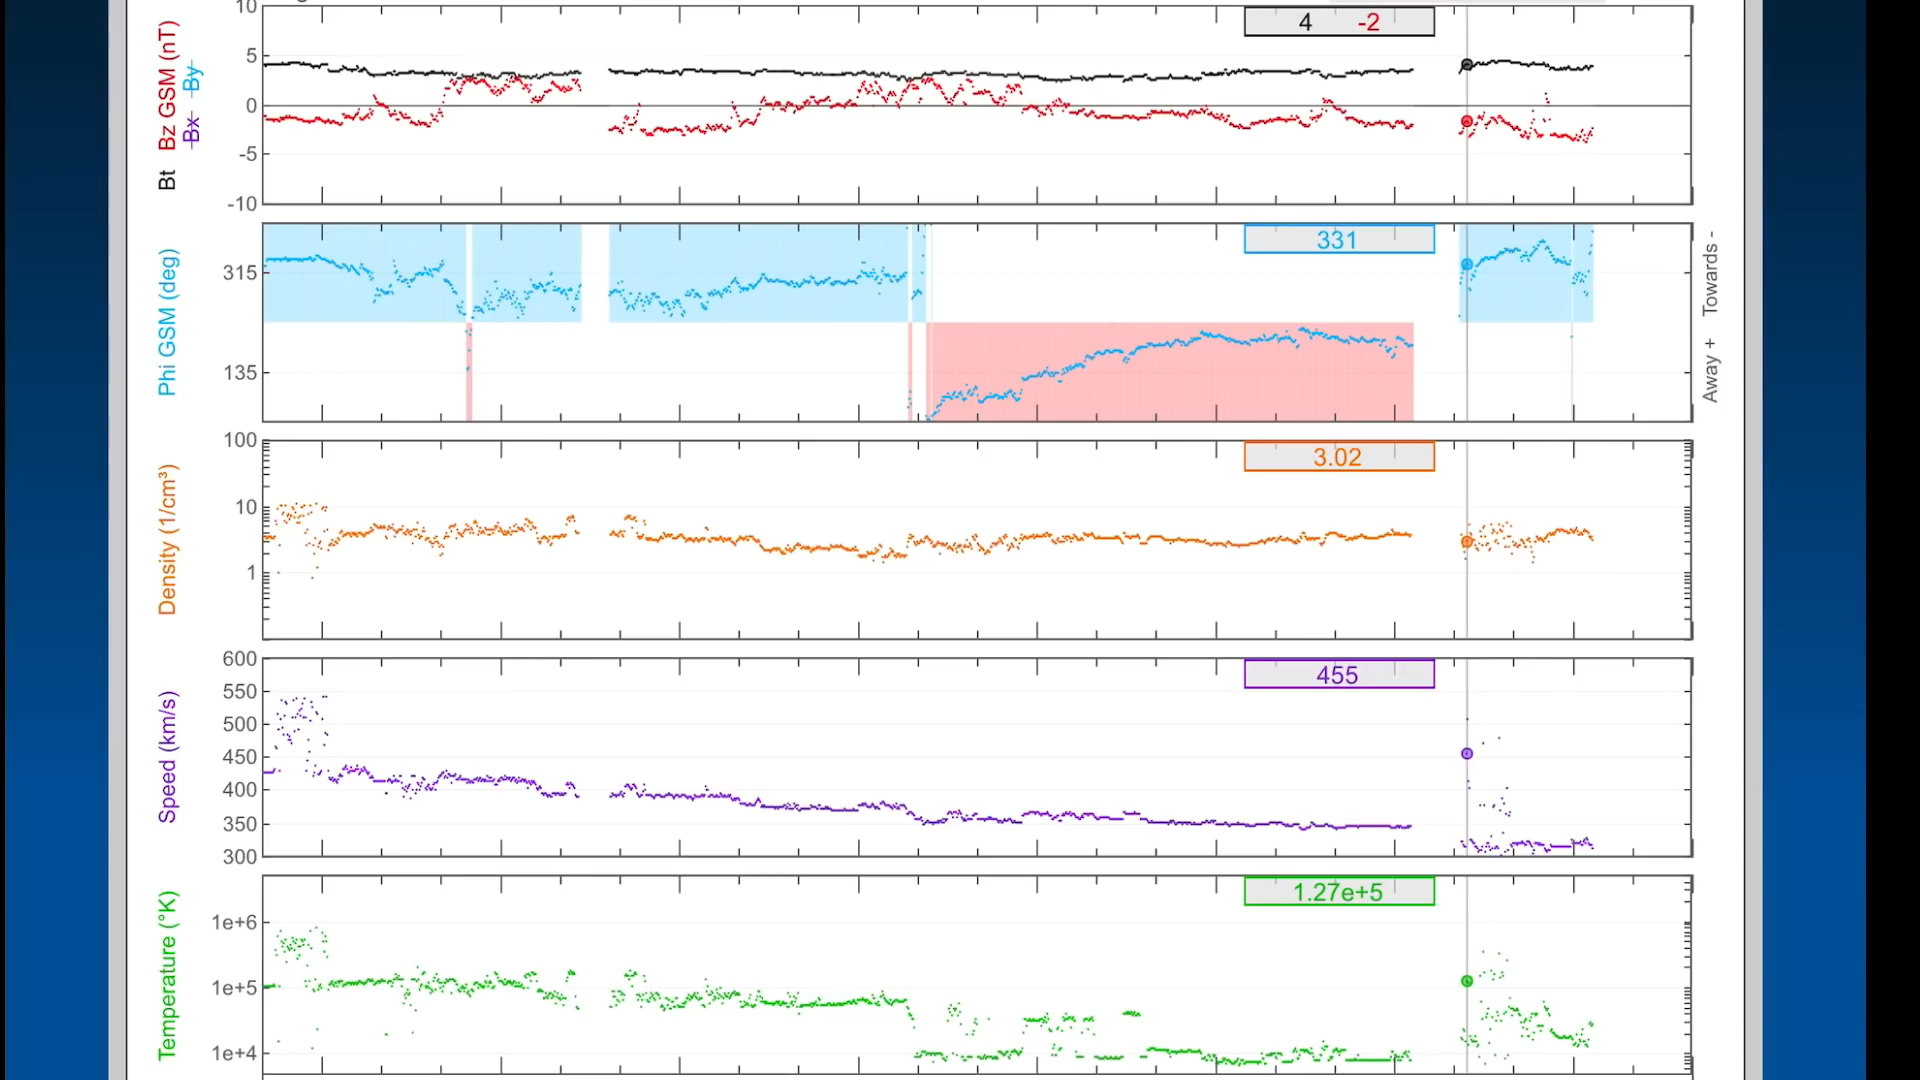 10
5
0
-5
-10
Bt Bz GSM (nT)
Bx By
4 -2
315
135
Phi GSM (deg)
331
Away + Towards -
100
10
1
Density (1/cm³)
3.02
600
550
500
450
400
350
300
Speed (km/s)
455
1e+6
1e+5
1e+4
Temperature (°K)
1.27e+5